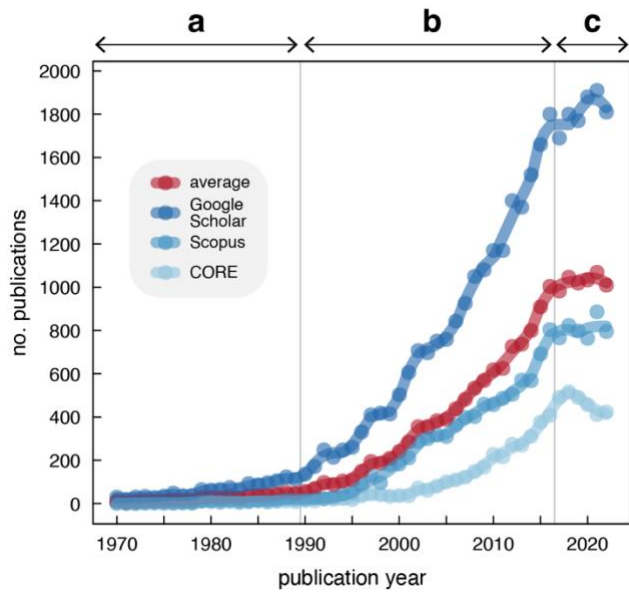 a b c
2000
1800
1600
1400
1200
1000
800
600
400
200
0
no. publications
average
Google
Scholar
Scopus
CORE
1970 1980 1990 2000 2010 2020
publication year